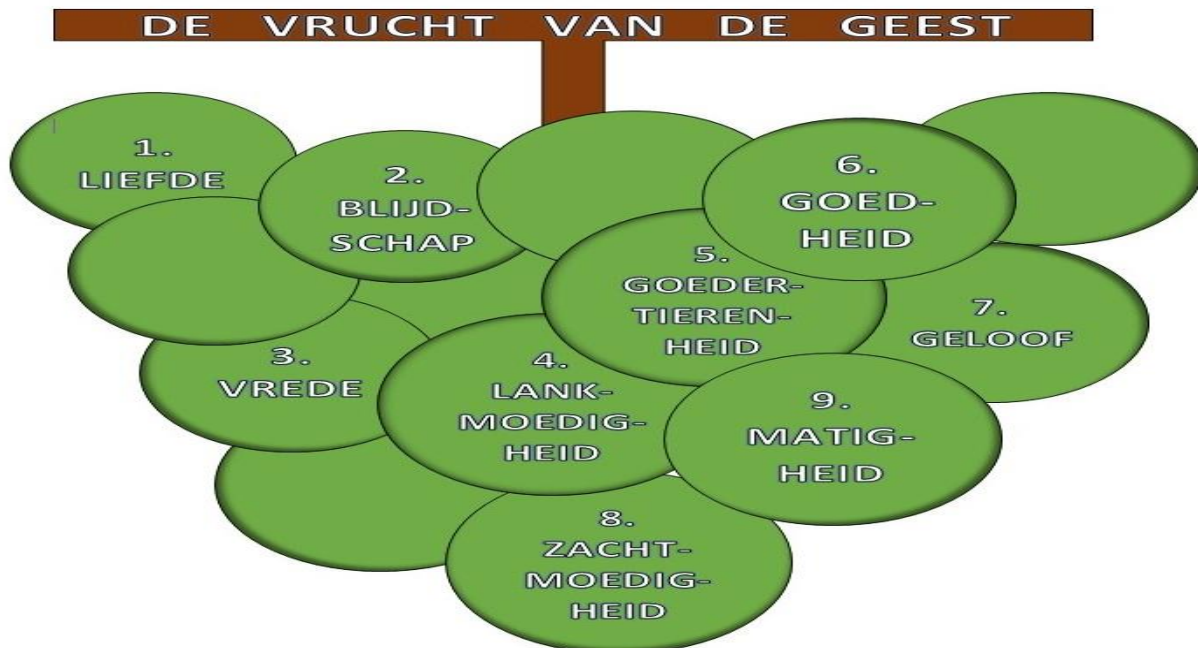 DE VRUCHT VAN DE GEEST
1.
LIEFDE
2.
BLIJD-
SCHAP
3.
VREDE
4.
LANK-
MOEDIG-
HEID
5.
GOEDER-
TIEREN-
HEID
6.
GOED-
HEID
7.
GELOOF
8.
ZACHT-
MOEDIG-
HEID
9.
MATIG-
HEID